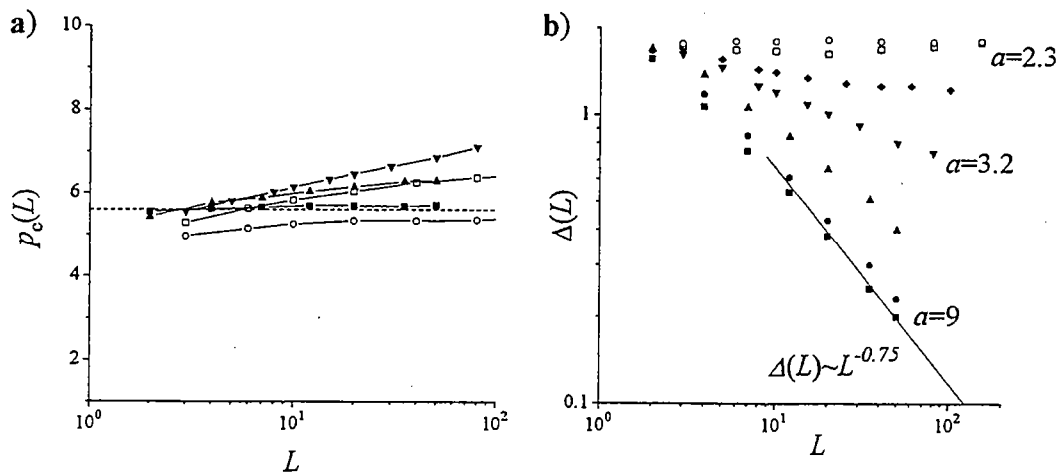 a)
10
8
6
4
2
p_c(L)
10^0
10^1
10^2
L
b)
1
0.1
Δ(L)
a=2.3
a=3.2
a=9
Δ(L)~L^-0.75
10^0
10^1
10^2
L